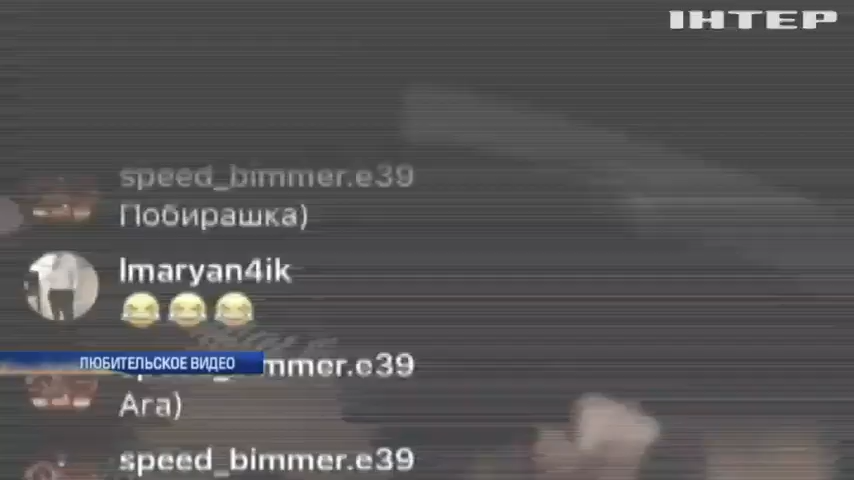 ІНТЕР
speed_bimmer.e39
Побирашка)
lmaryan4ik
😂😂😂
ЛЮБИТЕЛЬСКОЕ ВИДЕО
mmer.e39
Ага)
speed_bimmer.e39